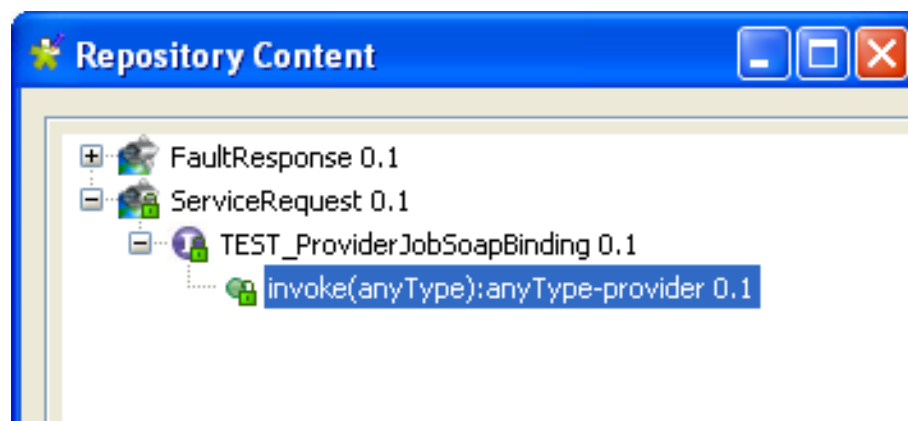 Repository Content
FaultResponse 0.1
ServiceRequest 0.1
TEST_ProviderJobSoapBinding 0.1
invoke(anyType):anyType-provider 0.1